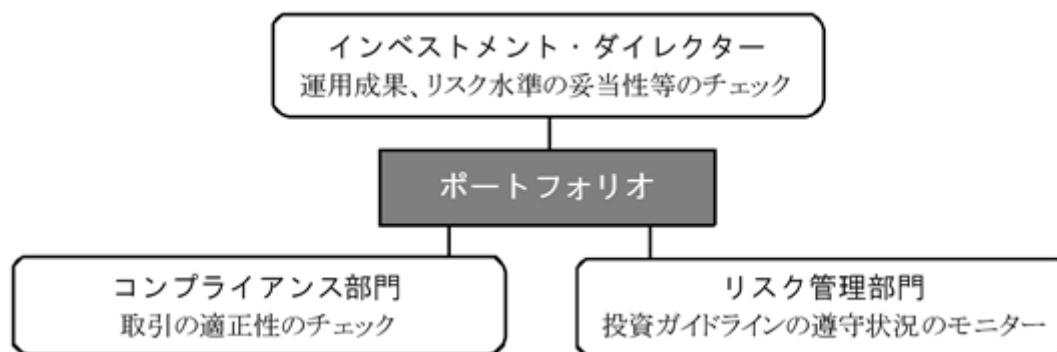 インベストメント・ダイレクター
運用成果、リスク水準の妥当性等のチェック
ポートフォリオ
コンプライアンス部門
取引の適正性のチェック
リスク管理部門
投資ガイドラインの遵守状況のモニター